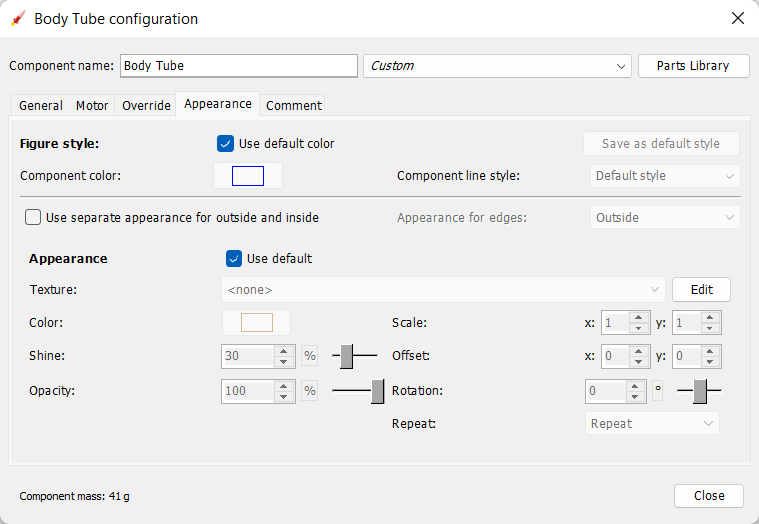 Body Tube configuration
Component name: Body Tube Custom Parts Library
General Motor Override Appearance Comment
Figure style: Use default color Save as default style
Component color: Component line style: Default style
Use separate appearance for outside and inside Appearance for edges: Outside
Appearance Use default
Texture: <none> Edit
Color: Scale: x: 1 y: 1
Shine: 30 % Offset: x: 0 y: 0
Opacity: 100 % Rotation: 0 °
Repeat: Repeat
Component mass: 41 g Close